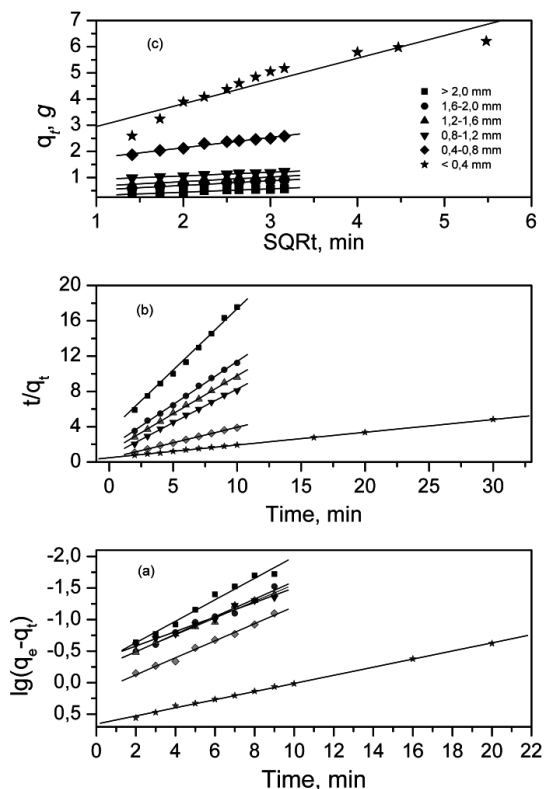 7
6
5
4
3
2
1
q_t, g
(c)
> 2,0 mm
1,6-2,0 mm
1,2-1,6 mm
0,8-1,2 mm
0,4-0,8 mm
< 0,4 mm
1 2 3 4 5 6
SQRt, min
20
16
12
8
4
0
t/q_t
(b)
0 5 10 15 20 25 30
Time, min
-2,0
-1,5
-1,0
-0,5
0,0
0,5
lg(q_e-q_t)
(a)
0 2 4 6 8 10 12 14 16 18 20 22
Time, min